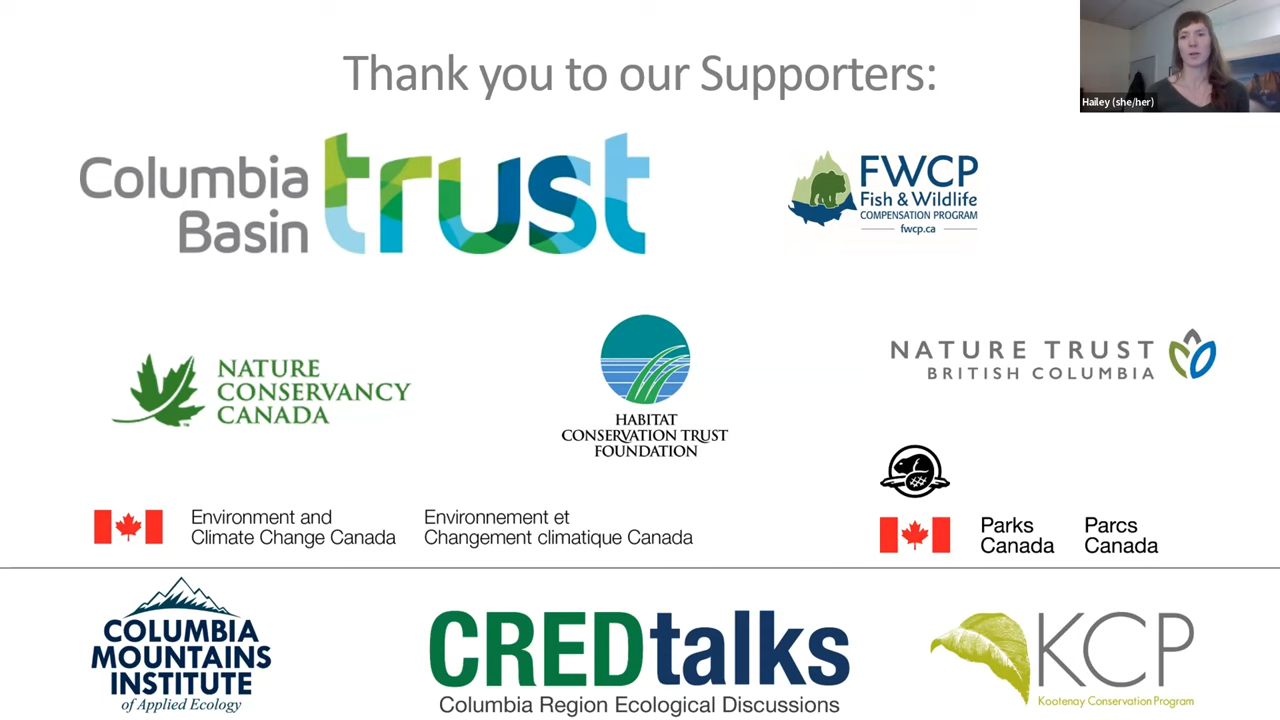 Thank you to our Supporters:
Hailey (she/her)
Columbia
Basin
trust
FWCP
Fish & Wildlife
COMPENSATION PROGRAM
fwcp.ca
NATURE
CONSERVANCY
CANADA
TM
HABITAT
CONSERVATION TRUST
FOUNDATION
NATURE TRUST
BRITISH COLUMBIA
Environment and
Climate Change Canada
Environnement et
Changement climatique Canada
Parks
Canada
Parcs
Canada
COLUMBIA
MOUNTAINS
INSTITUTE
of Applied Ecology
CREDtalks
Columbia Region Ecological Discussions
KCP
Kootenay Conservation Program